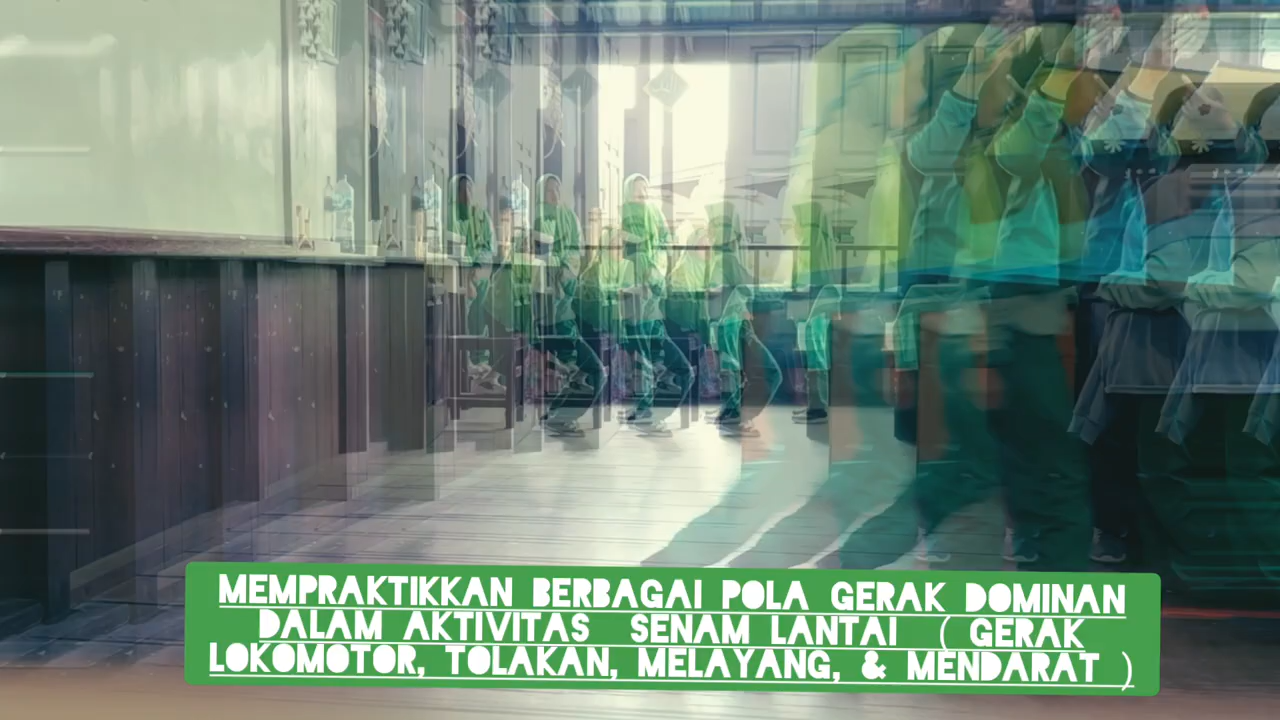 MEMPRAKTIKKAN BERBAGAI POLA GERAK DOMINAN
DALAM AKTIVITAS SENAM LANTAI ( GERAK
LOKOMOTOR, TOLAKAN, MELAYANG, & MENDARAT )